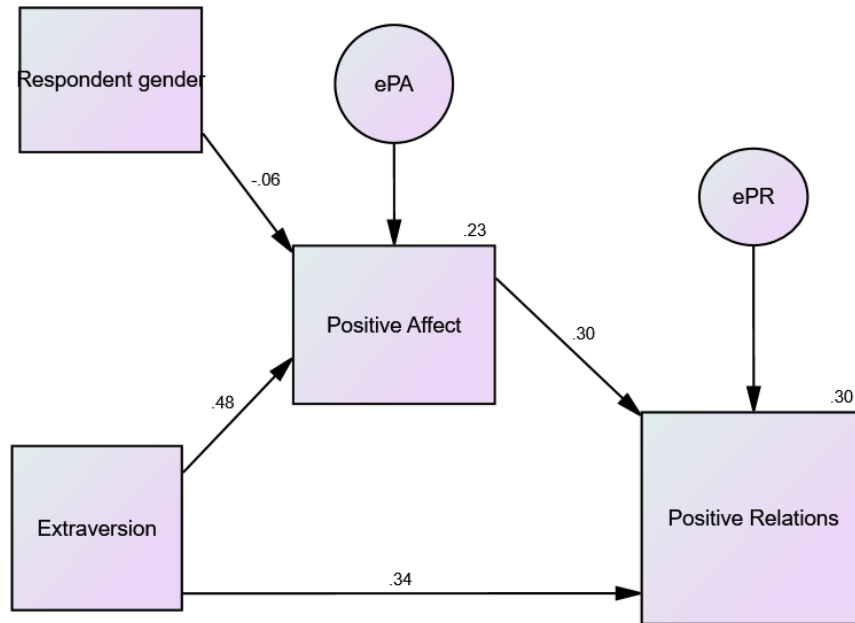 Respondent gender
ePA
-.06
ePR
.23
Positive Affect
.30
.48
.30
Extraversion
Positive Relations
.34